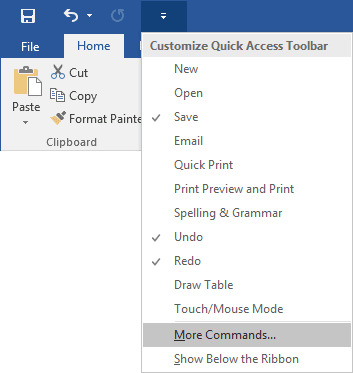 File
Home
Customize Quick Access Toolbar
New
Open
Save
Email
Quick Print
Print Preview and Print
Spelling & Grammar
Undo
Redo
Draw Table
Touch/Mouse Mode
More Commands...
Show Below the Ribbon
Paste
Cut
Copy
Format Painte
Clipboard